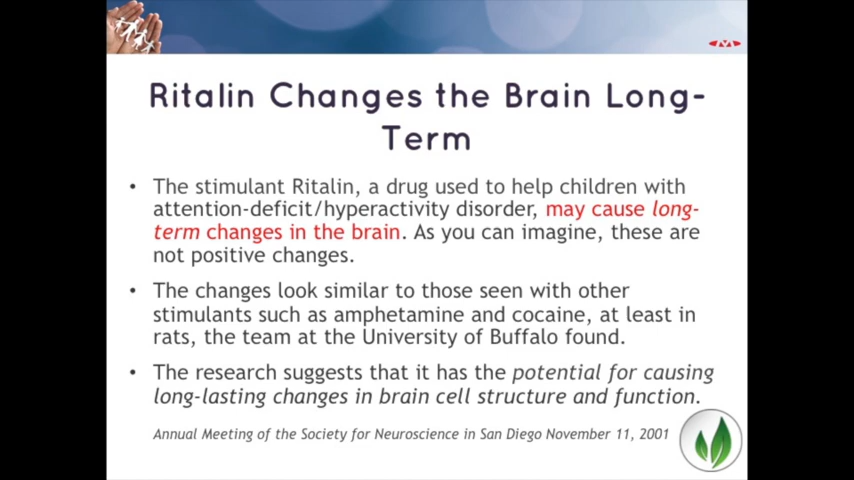 Ritalin Changes the Brain Long-
Term
• The stimulant Ritalin, a drug used to help children with
attention-deficit/hyperactivity disorder, may cause long-
term changes in the brain. As you can imagine, these are
not positive changes.
• The changes look similar to those seen with other
stimulants such as amphetamine and cocaine, at least in
rats, the team at the University of Buffalo found.
• The research suggests that it has the potential for causing
long-lasting changes in brain cell structure and function.
Annual Meeting of the Society for Neuroscience in San Diego November 11, 2001